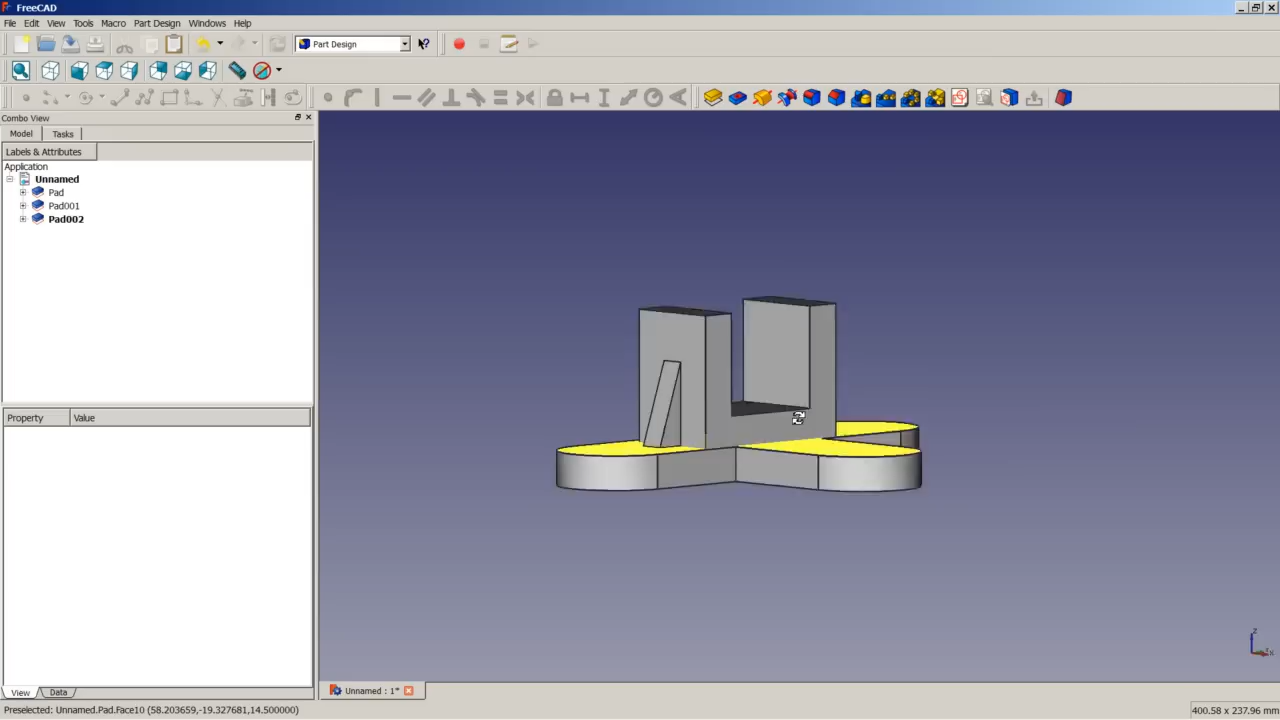 FreeCAD
File Edit View Tools Macro Part Design Windows Help
Part Design
Combo View
Model Tasks
Labels & Attributes
Application
Unnamed
Pad
Pad001
Pad002
Property Value
View Data
Unnamed : 1*
Preselected: Unnamed.Pad.Face10 (58.203659,-19.327681,14.500000)
400.58 x 237.96 mm